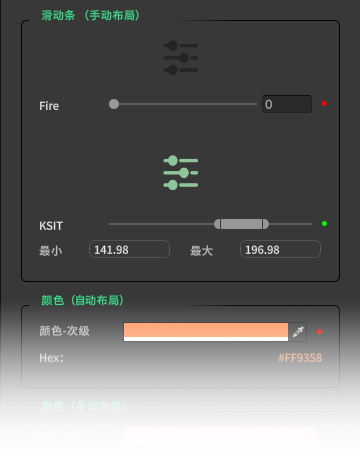 滑动条 （手动布局）
Fire 0
KSIT
最小 141.98 最大 196.98
颜色（自动布局）
颜色-次级
Hex： #FF9358
颜色（手动布局）